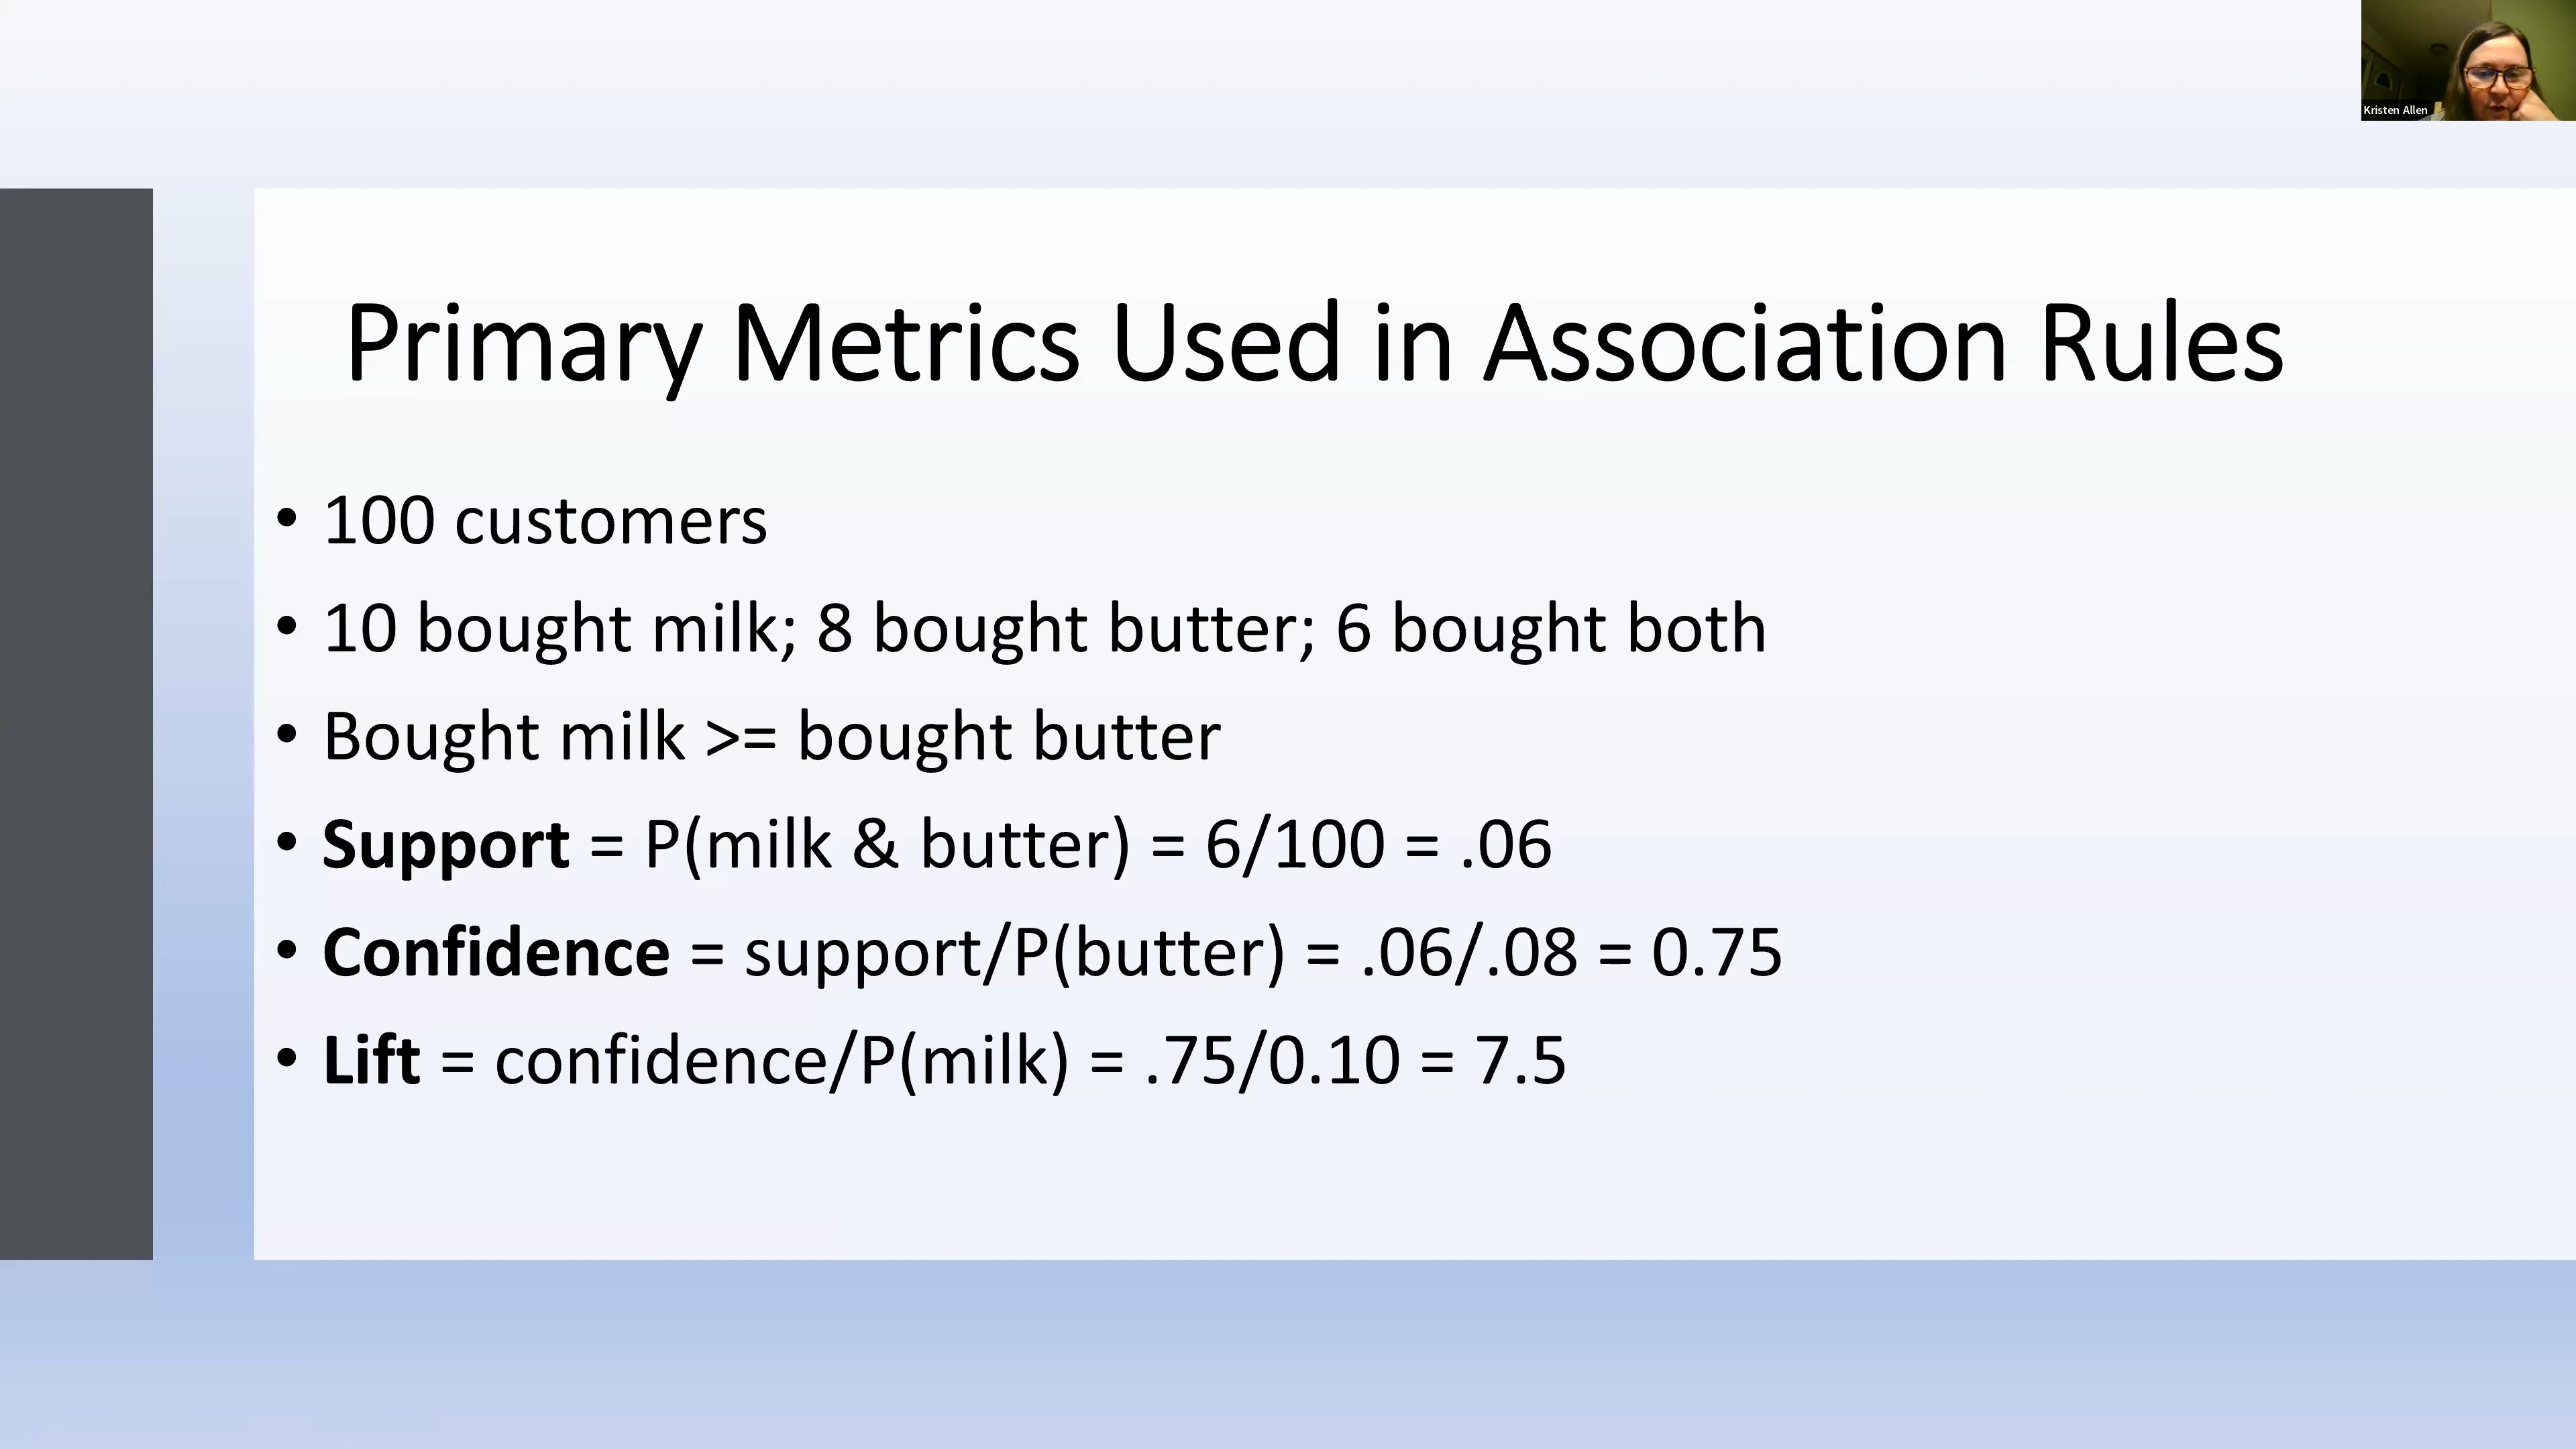 Kristen Allen
Primary Metrics Used in Association Rules
• 100 customers
• 10 bought milk; 8 bought butter; 6 bought both
• Bought milk >= bought butter
• Support = P(milk & butter) = 6/100 = .06
• Confidence = support/P(butter) = .06/.08 = 0.75
• Lift = confidence/P(milk) = .75/0.10 = 7.5